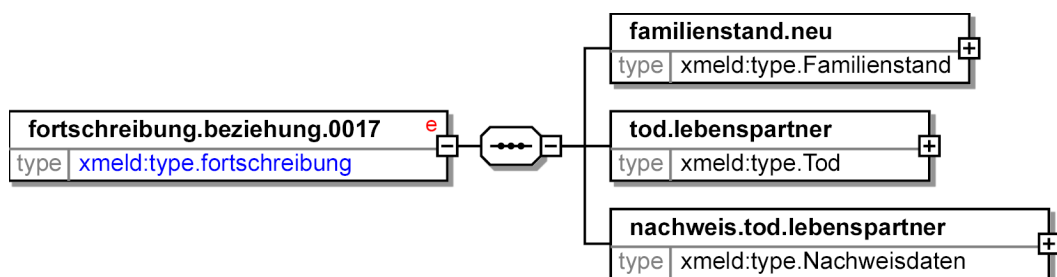 familienstand.neu
type xmeld:type.Familienstand
fortschreibung.beziehung.0017 e
type xmeld:type.fortschreibung
tod.lebenspartner
type xmeld:type.Tod
nachweis.tod.lebenspartner
type xmeld:type.Nachweisdaten